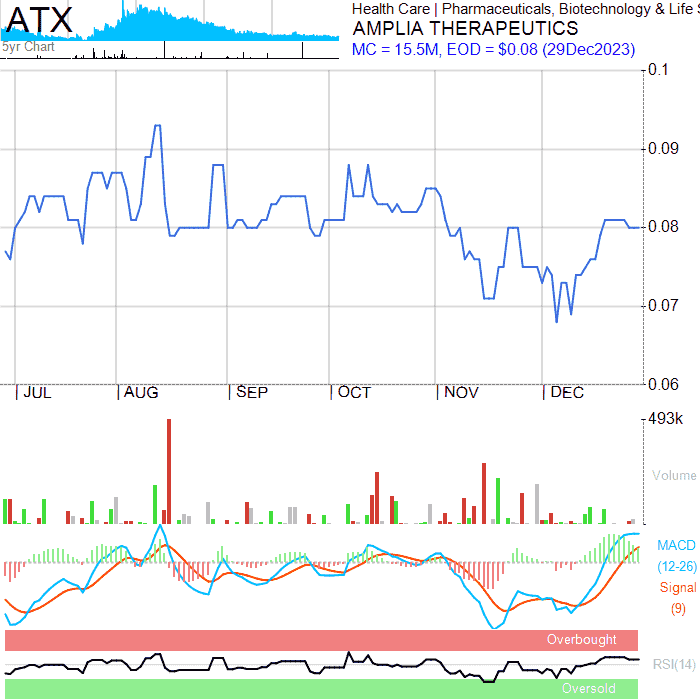 ATX
5yr Chart
Health Care | Pharmaceuticals, Biotechnology & Life S
AMPLIA THERAPEUTICS
MC = 15.5M, EOD = $0.08 (29Dec2023)
0.1
0.09
0.08
0.07
0.06
JUL AUG SEP OCT NOV DEC
493k
Volume
MACD
(12-26)
Signal
(9)
Overbought
RSI(14)
Oversold